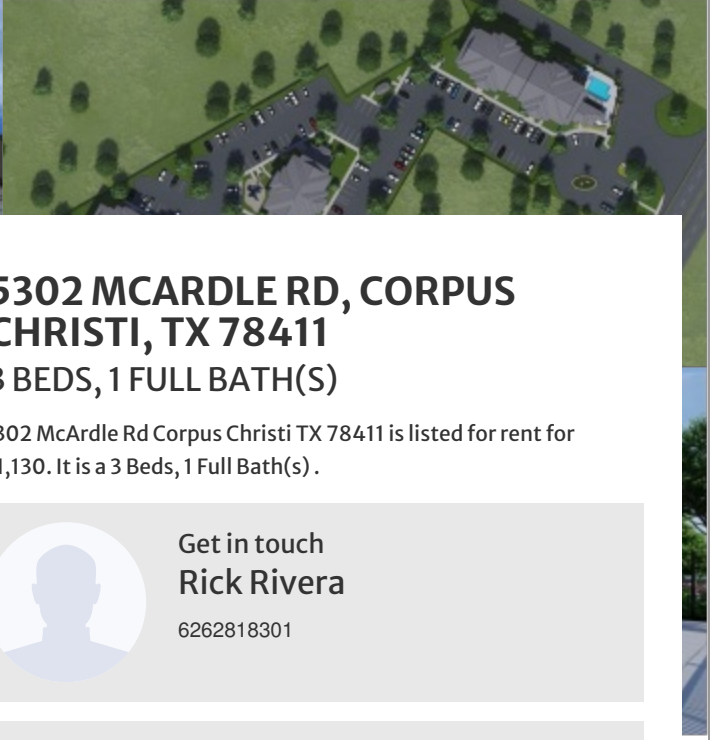 5302 MCARDLE RD, CORPUS
CHRISTI, TX 78411
3 BEDS, 1 FULL BATH(S)
302 McArdle Rd Corpus Christi TX 78411 is listed for rent for
1,130. It is a 3 Beds, 1 Full Bath(s) .
Get in touch
Rick Rivera
6262818301